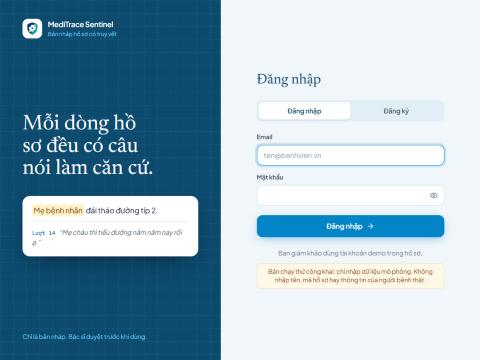 MediTrace Sentinel
Bản nháp hồ sơ có truy vết
Mỗi dòng hồ
sơ đều có câu
nói làm căn cứ.
Mẹ bệnh nhân đái tháo đường típ 2.
Lượt 14 "Mẹ cháu thì tiểu đường năm năm nay rồi
ạ."
Chỉ là bản nháp. Bác sĩ duyệt trước khi dùng.
Đăng nhập
Đăng nhập
Đăng ký
Email
ten@benhvien.vn
Mật khẩu
Đăng nhập →
Ban giám khảo dùng tài khoản demo trong hồ sơ.
Bản chạy thử công khai: chỉ nhập dữ liệu mô phỏng. Không
nhập tên, mã hồ sơ hay thông tin của người bệnh thật.